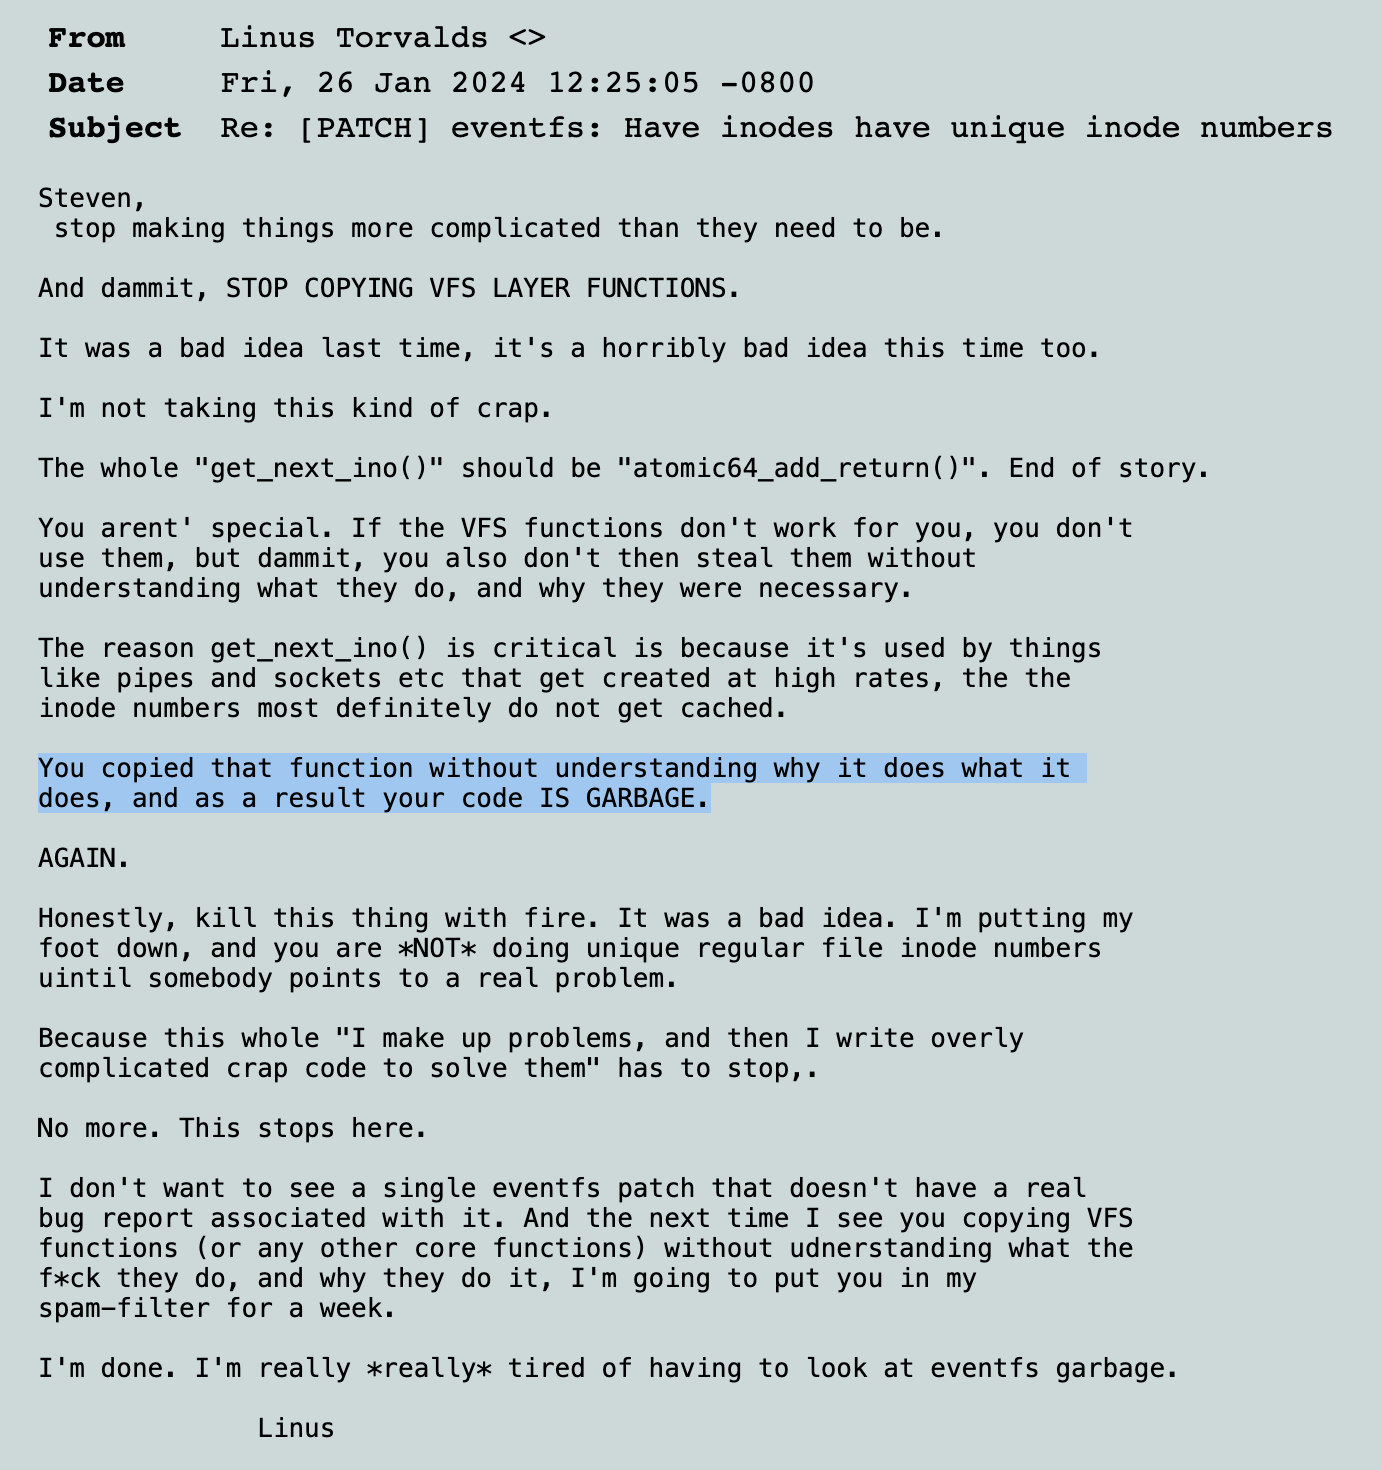 From Linus Torvalds <>
Date Fri, 26 Jan 2024 12:25:05 -0800
Subject Re: [PATCH] eventfs: Have inodes have unique inode numbers
Steven,
stop making things more complicated than they need to be.
And dammit, STOP COPYING VFS LAYER FUNCTIONS.
It was a bad idea last time, it's a horribly bad idea this time too.
I'm not taking this kind of crap.
The whole "get_next_ino()" should be "atomic64_add_return()". End of story.
You arent' special. If the VFS functions don't work for you, you don't
use them, but dammit, you also don't then steal them without
understanding what they do, and why they were necessary.
The reason get_next_ino() is critical is because it's used by things
like pipes and sockets etc that get created at high rates, the the
inode numbers most definitely do not get cached.
You copied that function without understanding why it does what it
does, and as a result your code IS GARBAGE.
AGAIN.
Honestly, kill this thing with fire. It was a bad idea. I'm putting my
foot down, and you are *NOT* doing unique regular file inode numbers
uintil somebody points to a real problem.
Because this whole "I make up problems, and then I write overly
complicated crap code to solve them" has to stop,.
No more. This stops here.
I don't want to see a single eventfs patch that doesn't have a real
bug report associated with it. And the next time I see you copying VFS
functions (or any other core functions) without udnerstanding what the
f*ck they do, and why they do it, I'm going to put you in my
spam-filter for a week.
I'm done. I'm really *really* tired of having to look at eventfs garbage.
Linus